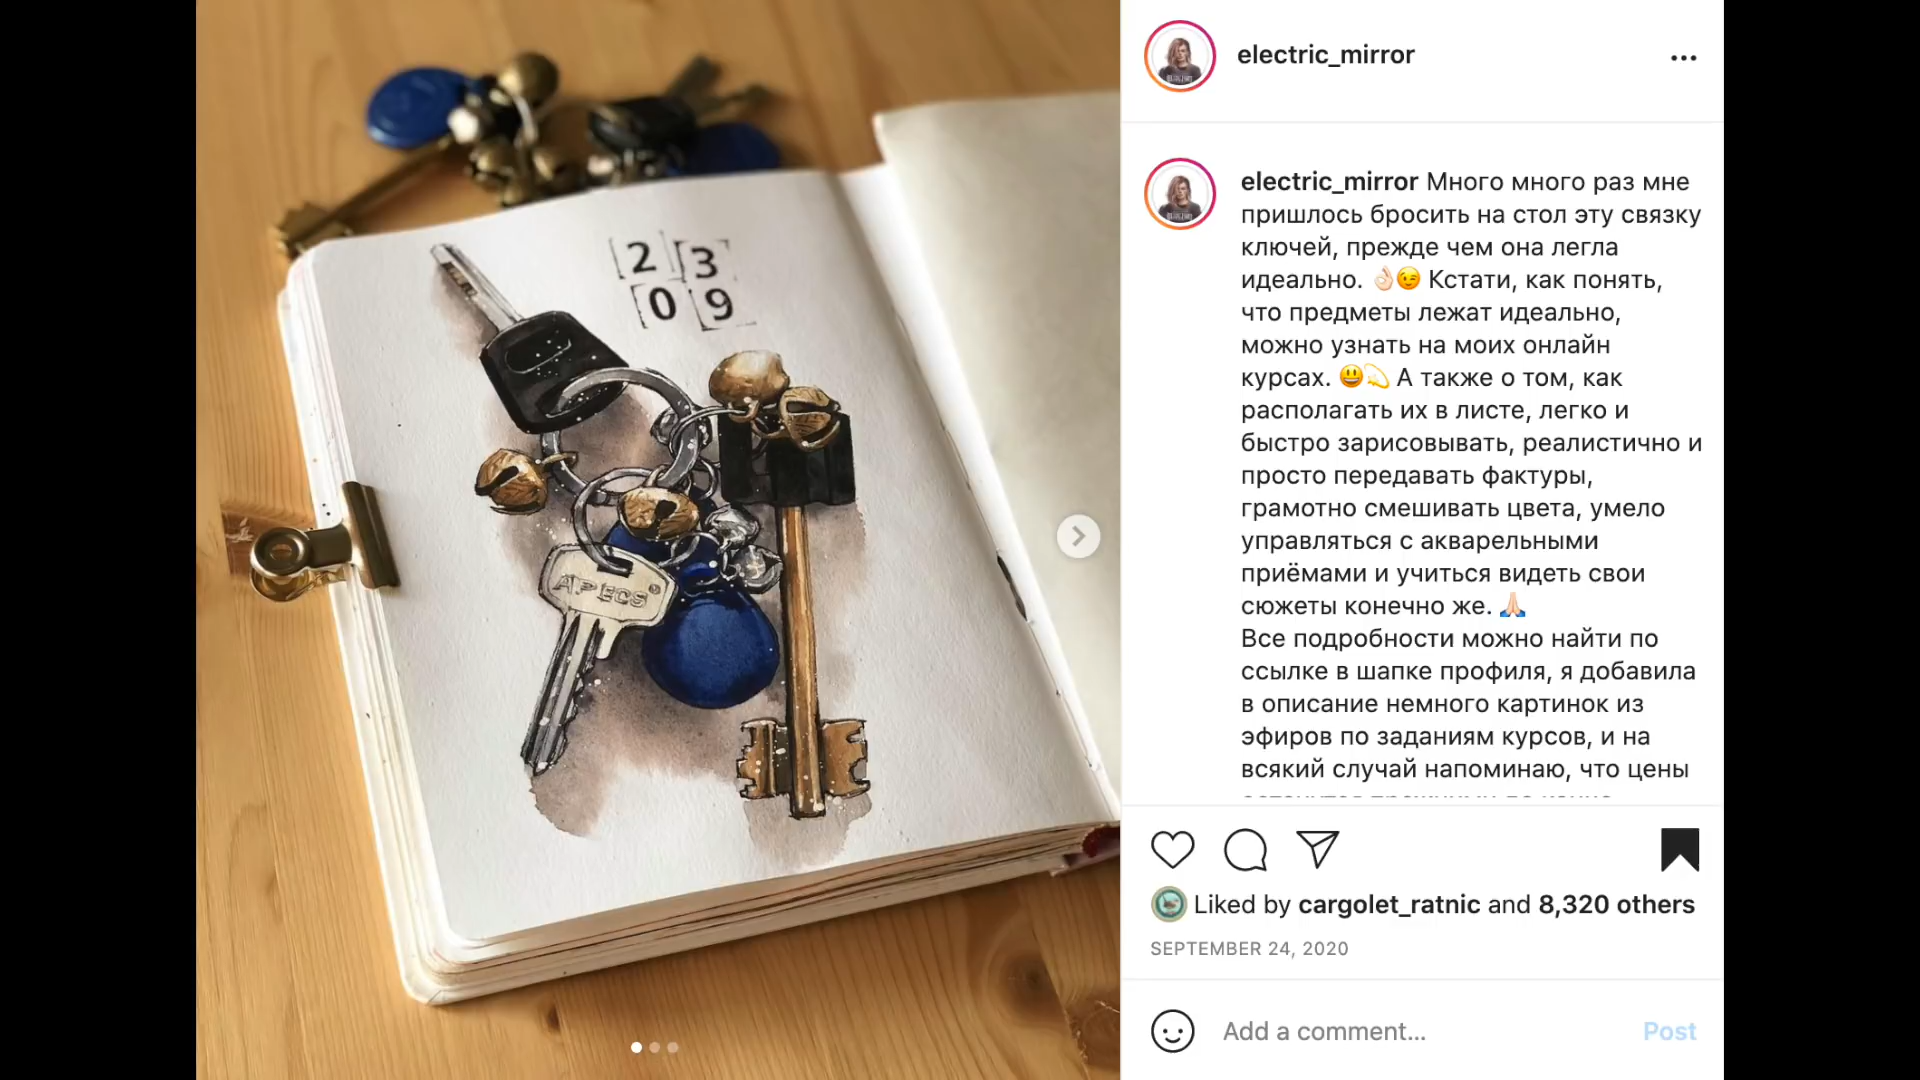 2 3
0 9
APECS
electric_mirror
electric_mirror Много много раз мне
пришлось бросить на стол эту связку
ключей, прежде чем она легла
идеально. 👌🏻😉 Кстати, как понять,
что предметы лежат идеально,
можно узнать на моих онлайн
курсах. 😃💫 А также о том, как
располагать их в листе, легко и
быстро зарисовывать, реалистично и
просто передавать фактуры,
грамотно смешивать цвета, умело
управляться с акварельными
приёмами и учиться видеть свои
сюжеты конечно же. 🙏🏻
Все подробности можно найти по
ссылке в шапке профиля, я добавила
в описание немного картинок из
эфиров по заданиям курсов, и на
всякий случай напоминаю, что цены
Liked by cargolet_ratnic and 8,320 others
SEPTEMBER 24, 2020
Add a comment...
Post